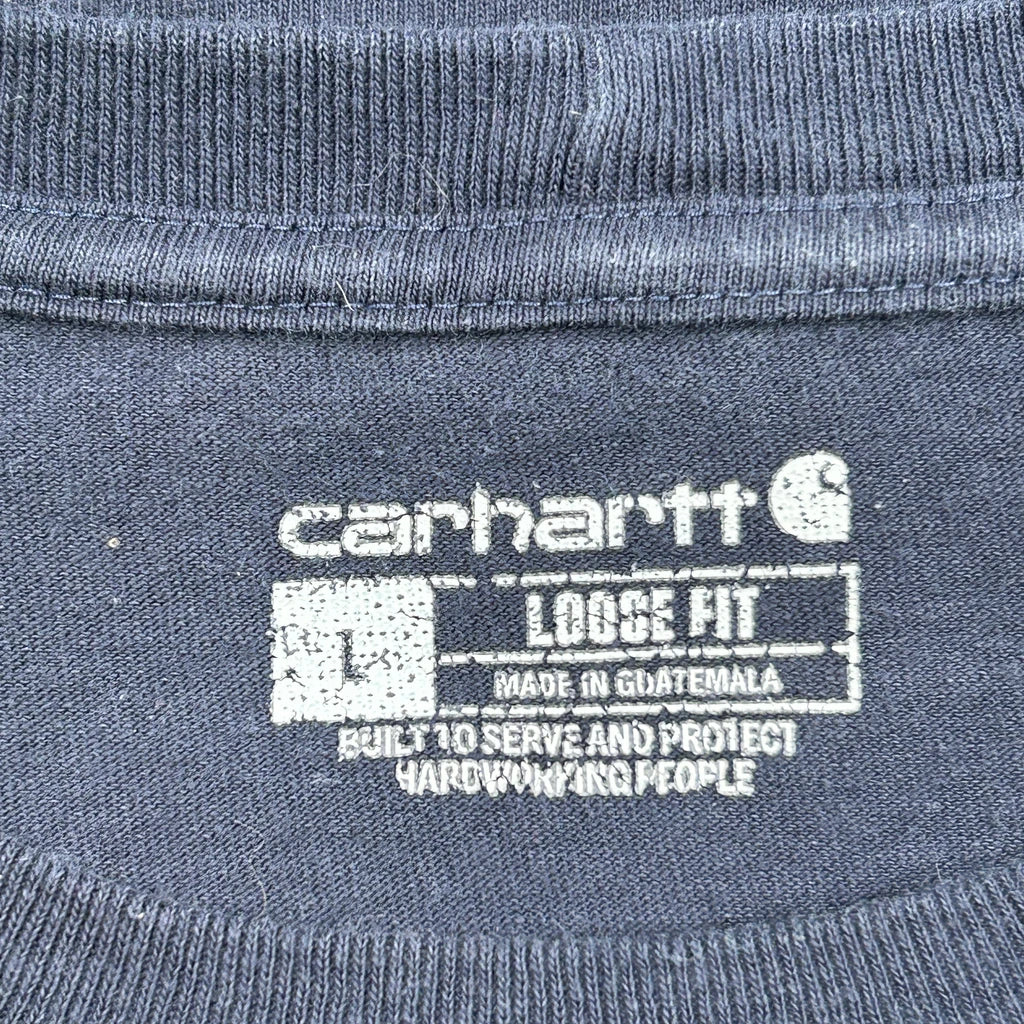 carhartt
L
LOOSE FIT
MADE IN GUATEMALA
BUILT TO SERVE AND PROTECT
HARDWORKING PEOPLE